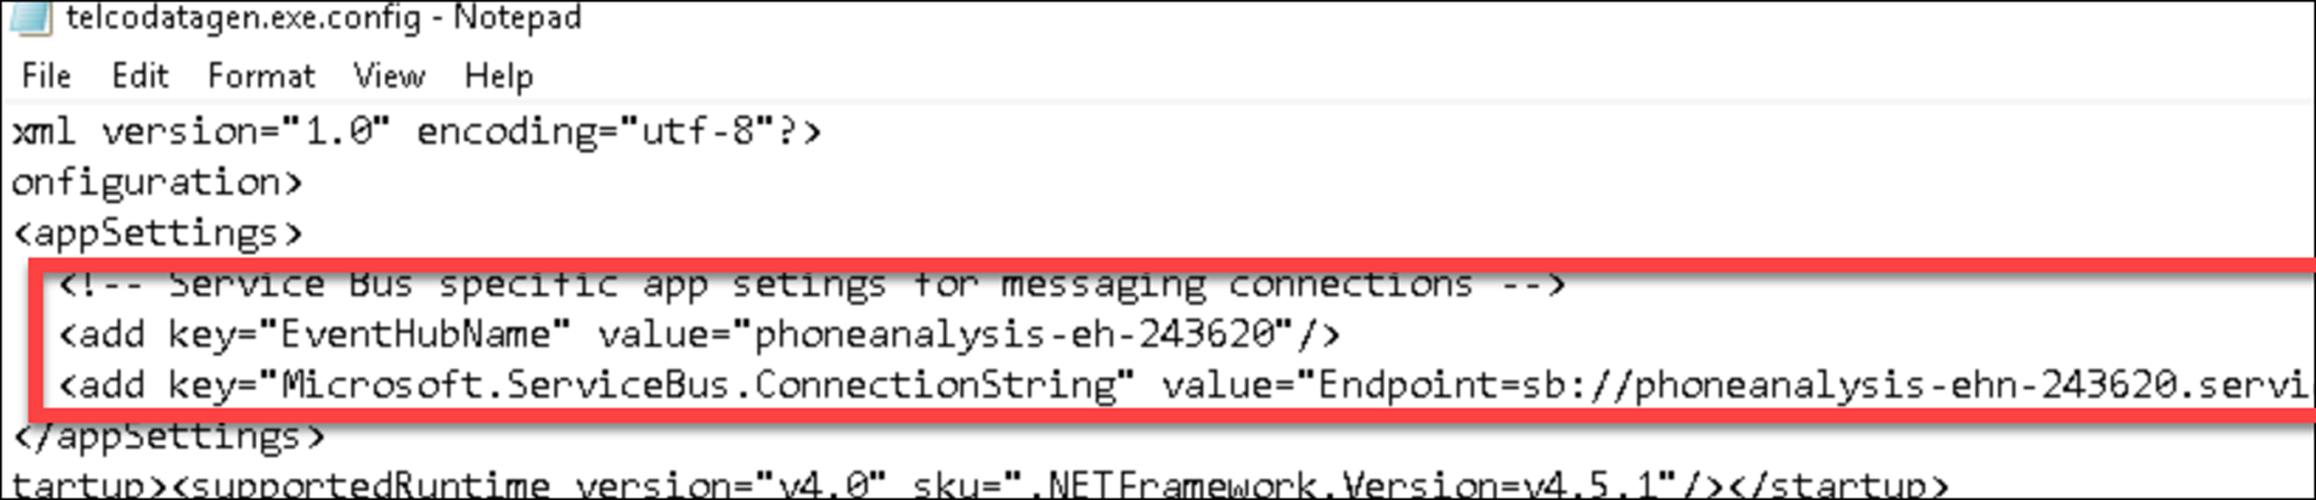 telcodatagen.exe.config - Notepad
File Edit Format View Help
xml version="1.0" encoding="utf-8"?>
onfiguration>
<appSettings>
<!-- Service Bus specific app setings for messaging connections -->
<add key="EventHubName" value="phoneanalysis-eh-243620"/>
<add key="Microsoft.ServiceBus.ConnectionString" value="Endpoint=sb://phoneanalysis-ehn-243620.servi
</appSettings>
tartup><supportedRuntime version="v4.0" sku=".NETFramework,Version=v4.5.1"/></startup>